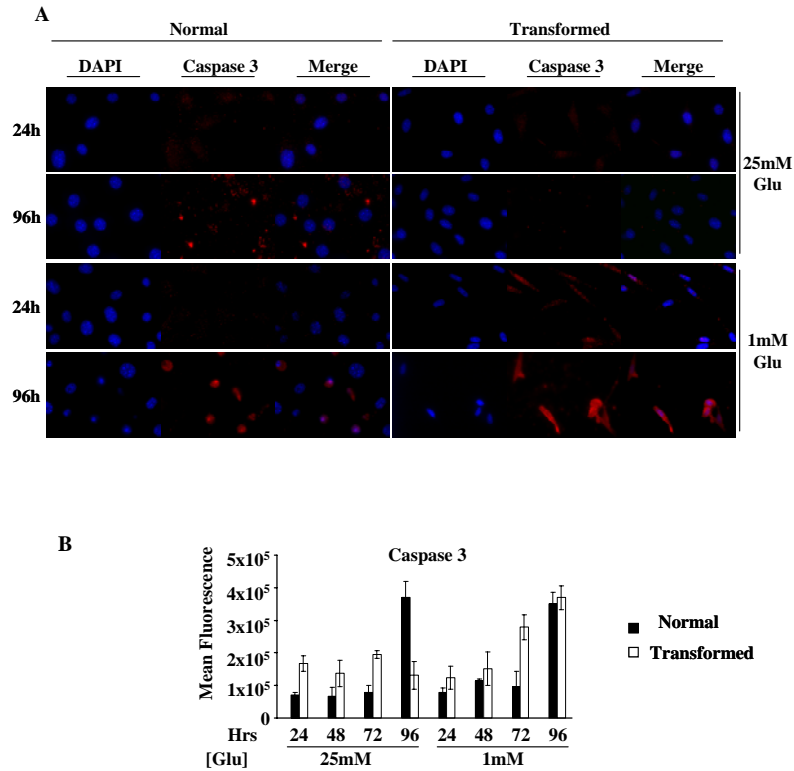 A
Normal Transformed
DAPI Caspase 3 Merge DAPI Caspase 3 Merge
24h
25mM
Glu
96h
24h
1mM
Glu
96h
B
Caspase 3
Mean Fluorescence
5x10⁵
4x10⁵
3x10⁵
2x10⁵
1x10⁵
0
Normal
Transformed
Hrs 24 48 72 96 24 48 72 96
[Glu] 25mM 1mM